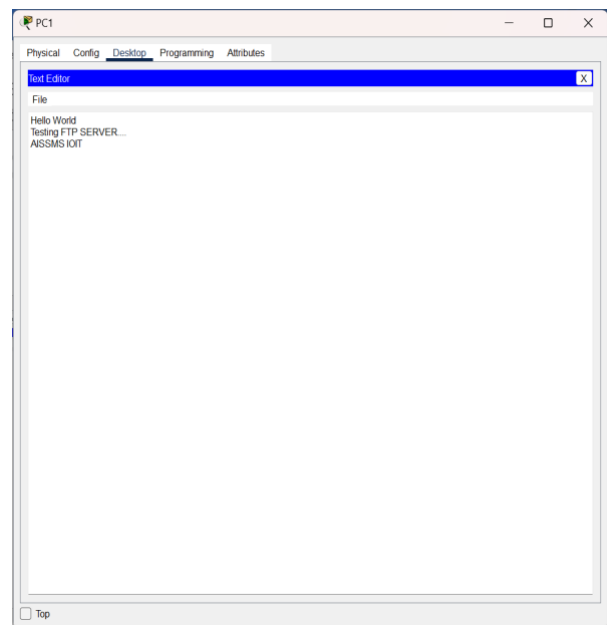 PC1
Physical Config Desktop Programming Attributes
Text Editor X
File
Hello World
Testing FTP SERVER....
AISSMS IOIT
Top